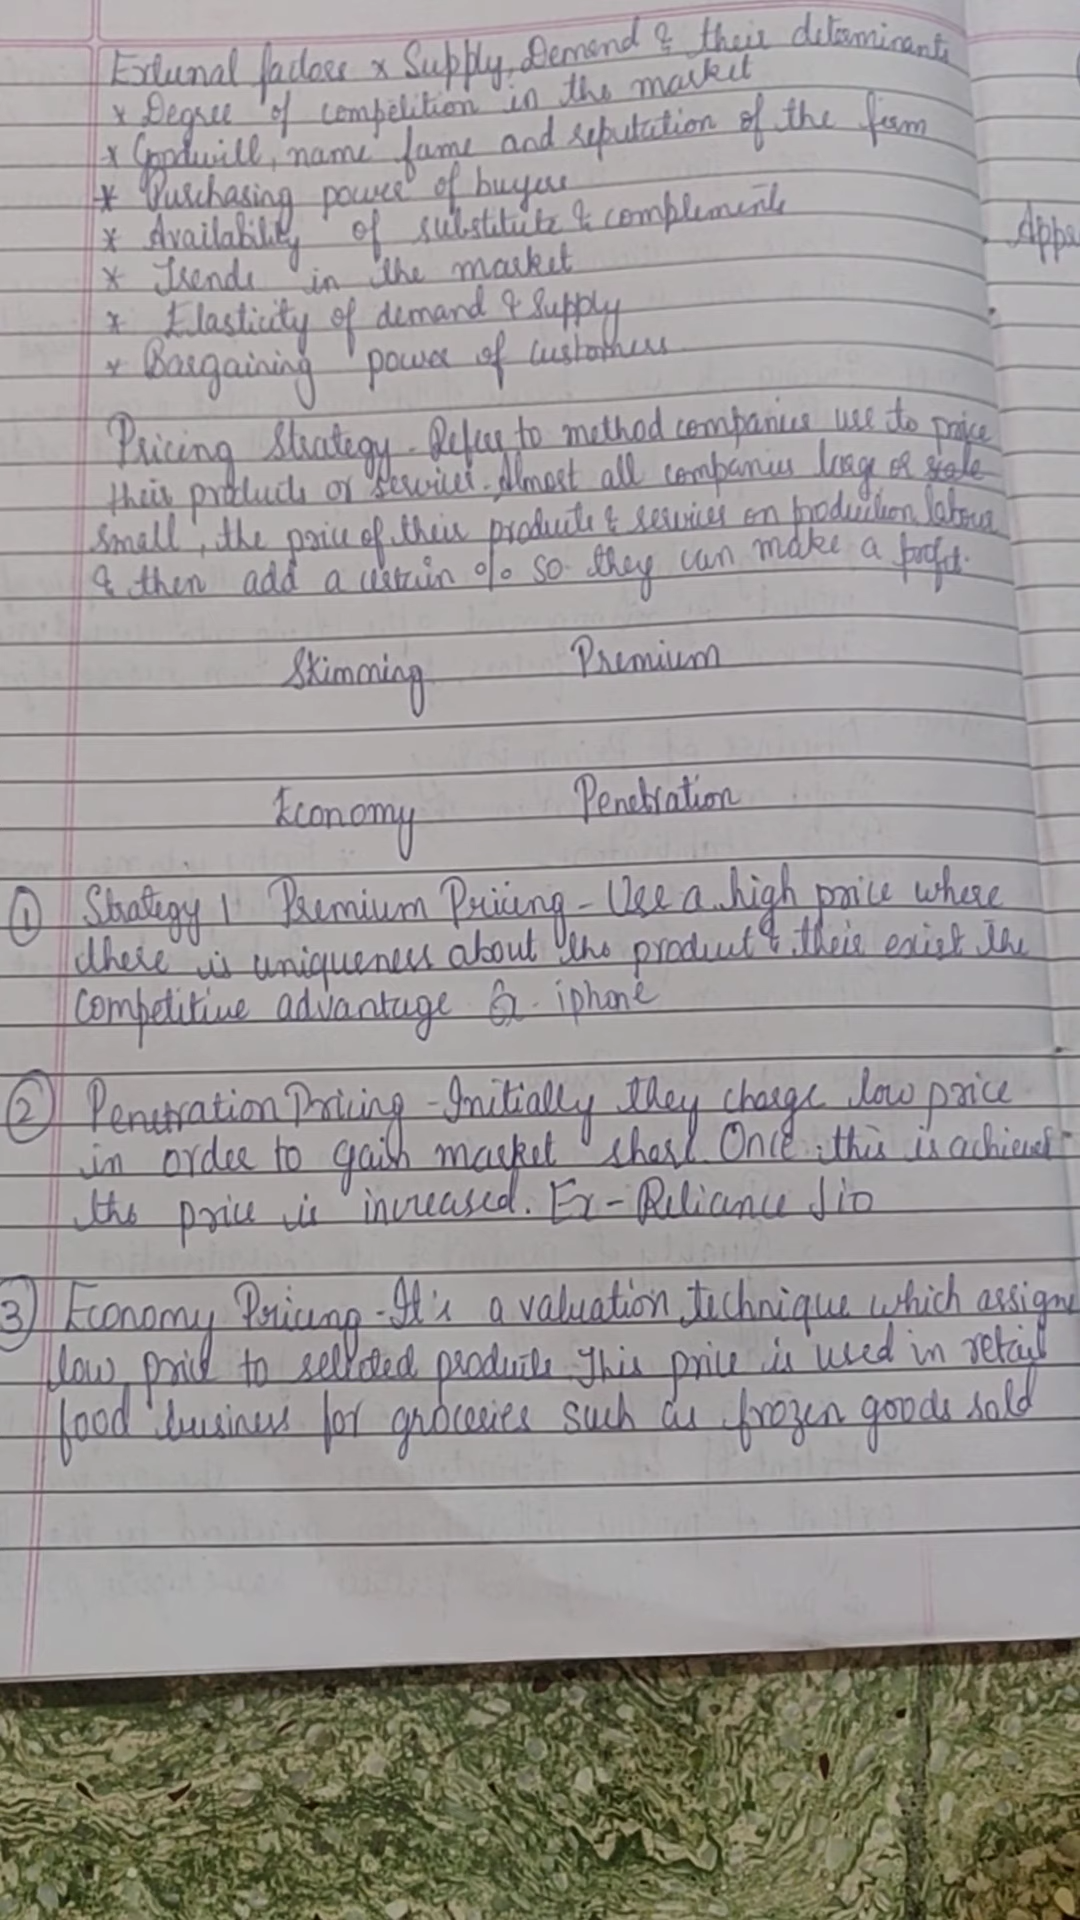 External factors x Supply, Demand & their determinants
x Degree of competition in the market
x Goodwill, name fame and reputation of the firm
* Purchasing power of buyers
* Availability of substitute & complements
* Trends in the market
* Elasticity of demand & supply
* Bargaining power of customers
Pricing Strategy - Refers to method companies use to price
their products or services. Almost all companies large or
small, the price of their products & services on production, labour
& then add a certain % so they can make a profit.
Skimming Premium
Economy Penetration
① Strategy 1 Premium Pricing - Use a high price where
there is uniqueness about the product & their exist the
competitive advantage Ex- iphone
② Penetration Pricing - Initially they charge low price
in order to gain market share. Once this is achieved
the price is increased. Ex - Reliance Jio
③ Economy Pricing - It's a valuation technique which assigns
low price to selected products. This price is used in retail
food business for groceries such as frozen goods sold
Appe